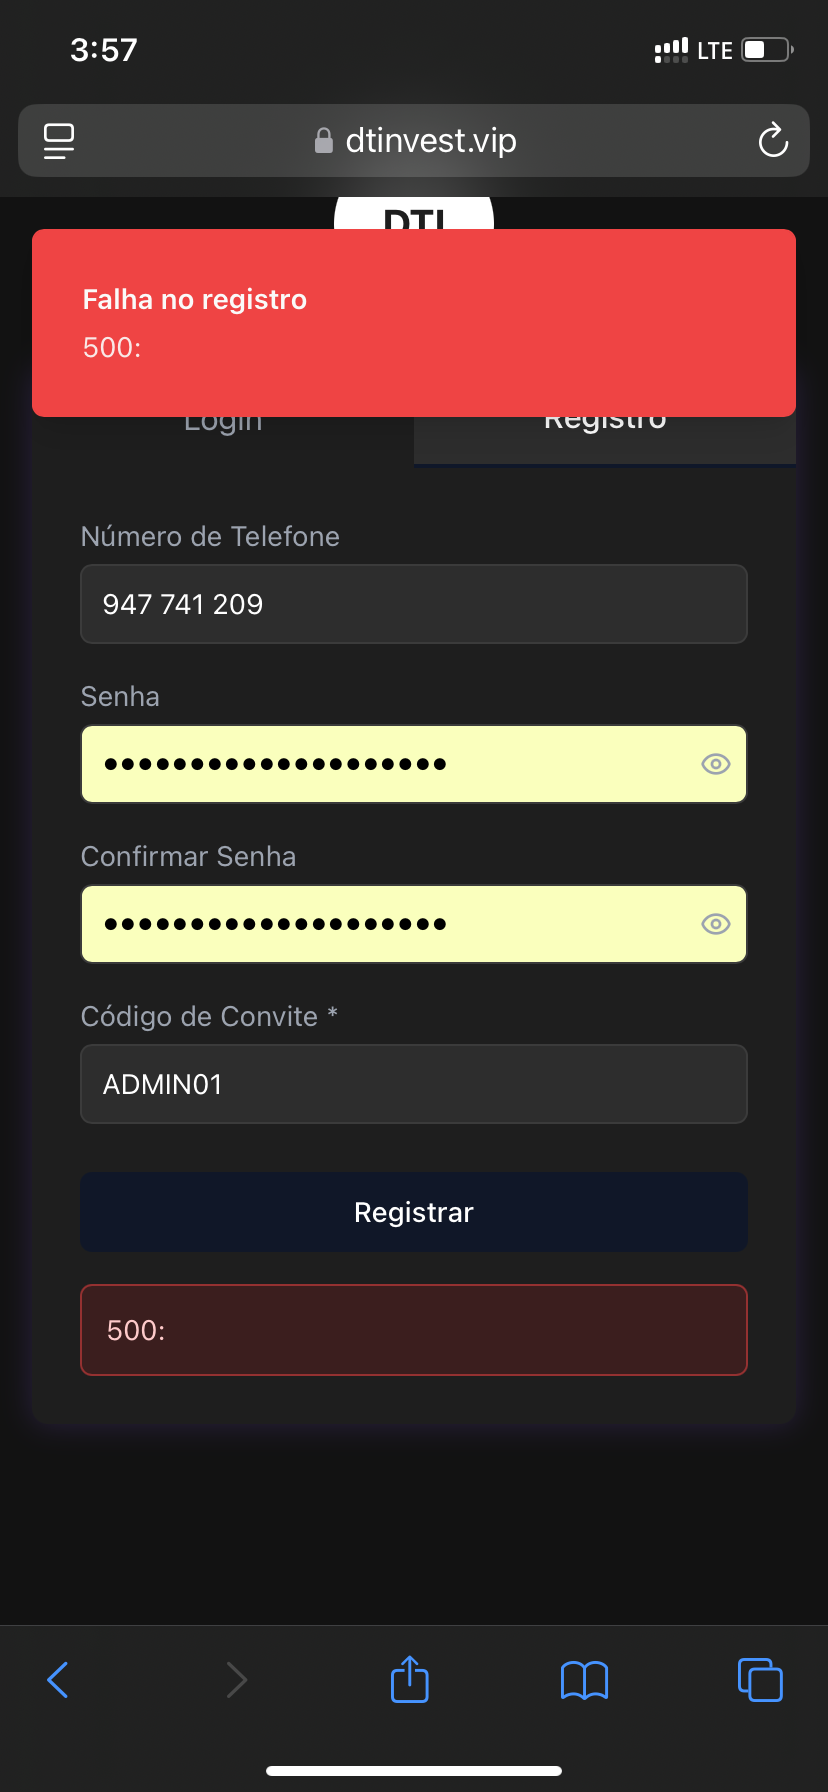 3:57
LTE
dtinvest.vip
DTI
Falha no registro
500:
Login
Registro
Número de Telefone
947 741 209
Senha
Confirmar Senha
Código de Convite *
ADMIN01
Registrar
500: